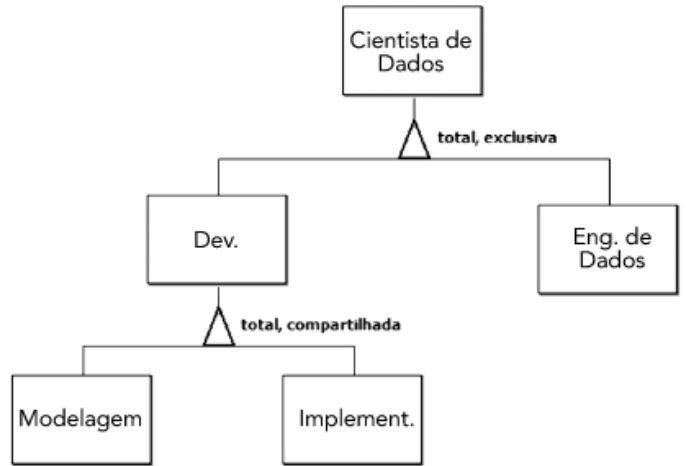 Cientista de
Dados
total, exclusiva
Dev.
Eng. de
Dados
total, compartilhada
Modelagem
Implement.